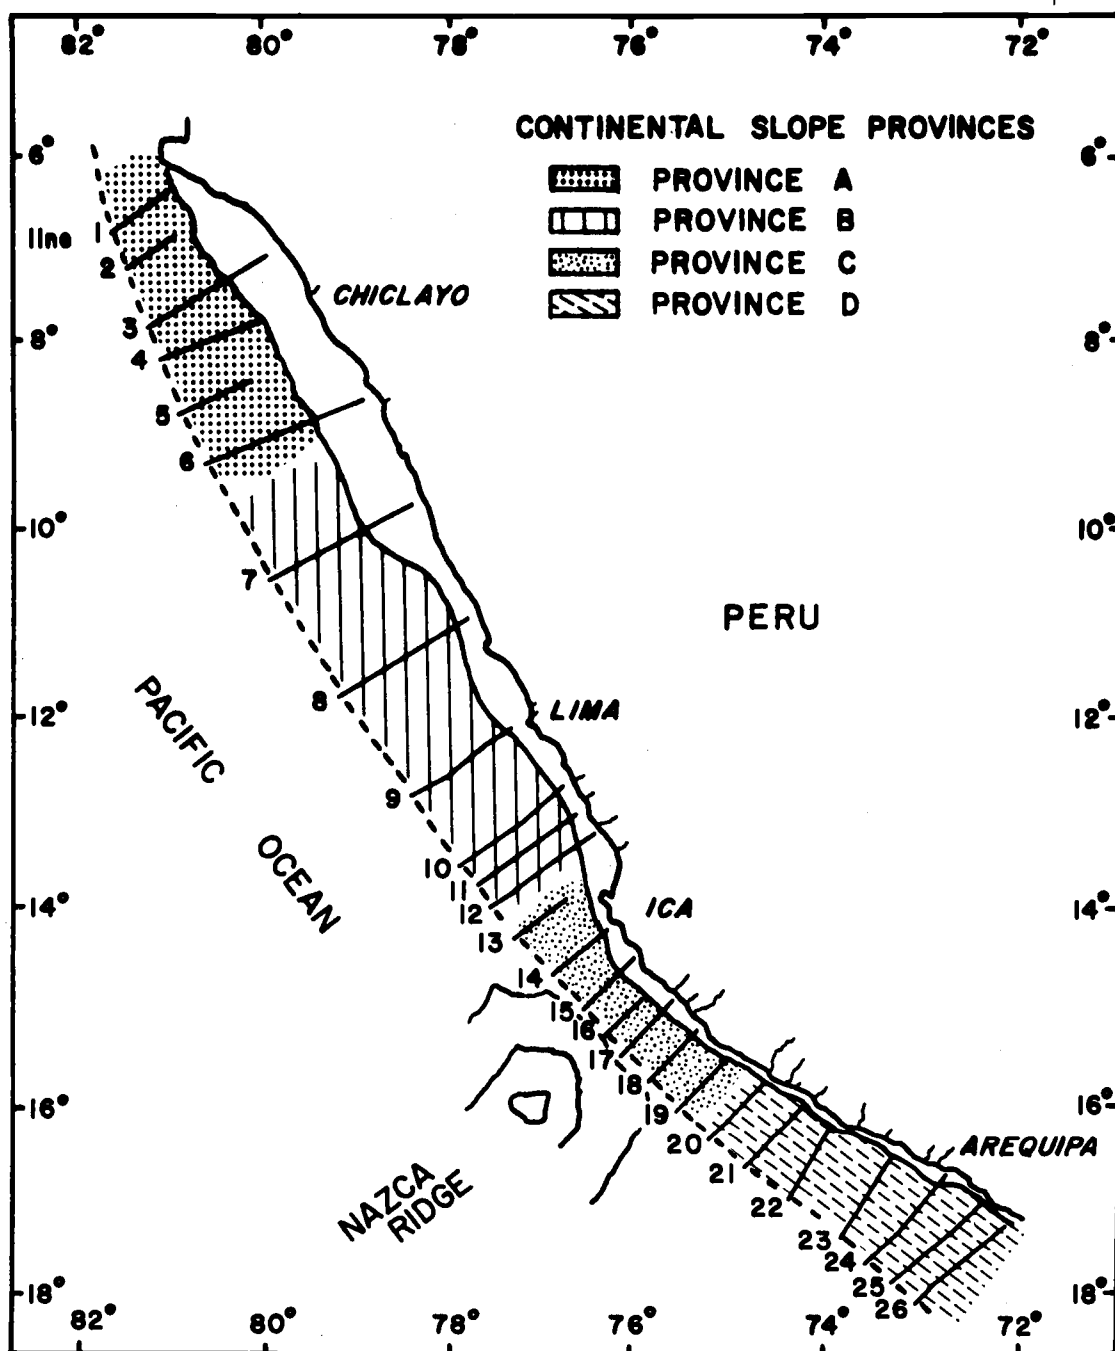 82° 80° 78° 76° 74° 72°
CONTINENTAL SLOPE PROVINCES
6° 6°
PROVINCE A
PROVINCE B
PROVINCE C
PROVINCE D
line 1
2
CHICLAYO
3
8° 8°
4
5
6
10° 10°
7
PERU
8
LIMA
12° 12°
PACIFIC
OCEAN
9
10
11
12
ICA
14° 14°
13
14
15
16
17
18
19
16° 16°
20
AREQUIPA
21
22
NAZCA
RIDGE
23
24
25
26
18° 18°
82° 80° 78° 76° 74° 72°